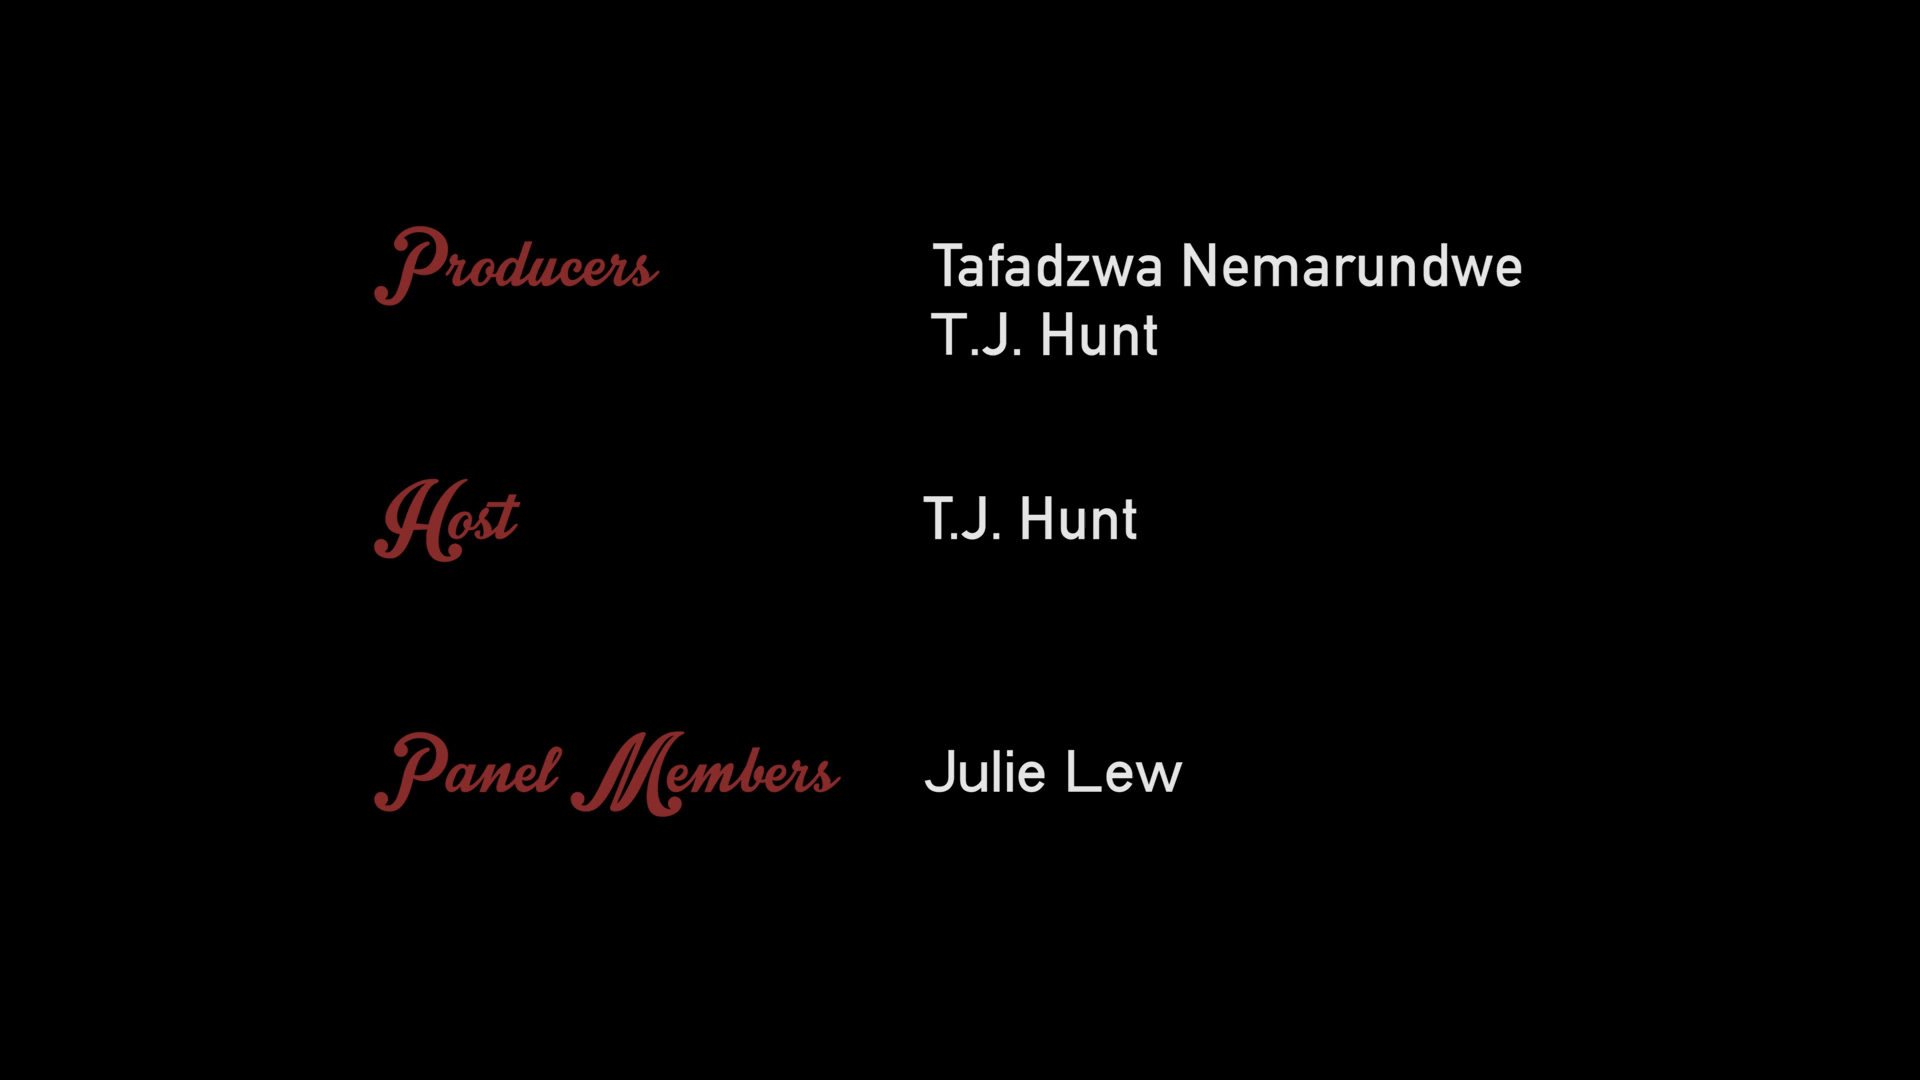 Producers Tafadzwa Nemarundwe
T.J. Hunt
Host T.J. Hunt
Panel Members Julie Lew